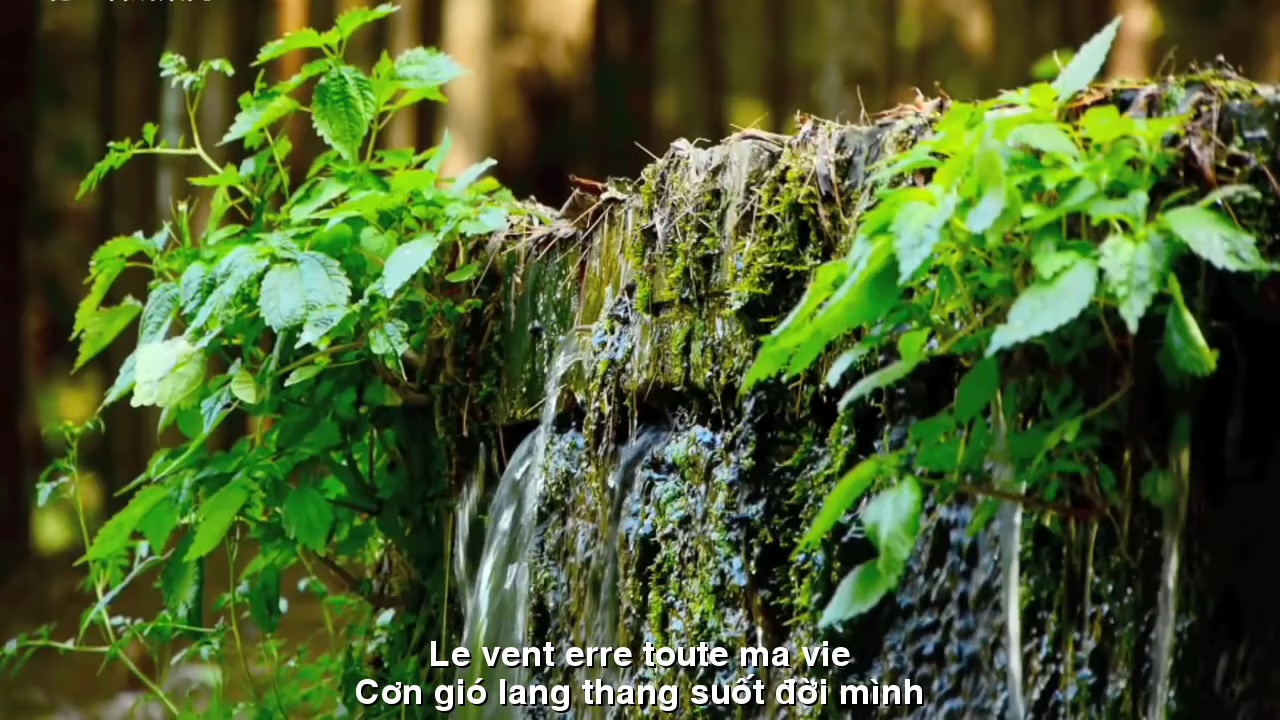 Le vent erre toute ma vie
Cơn gió lang thang suốt đời mình